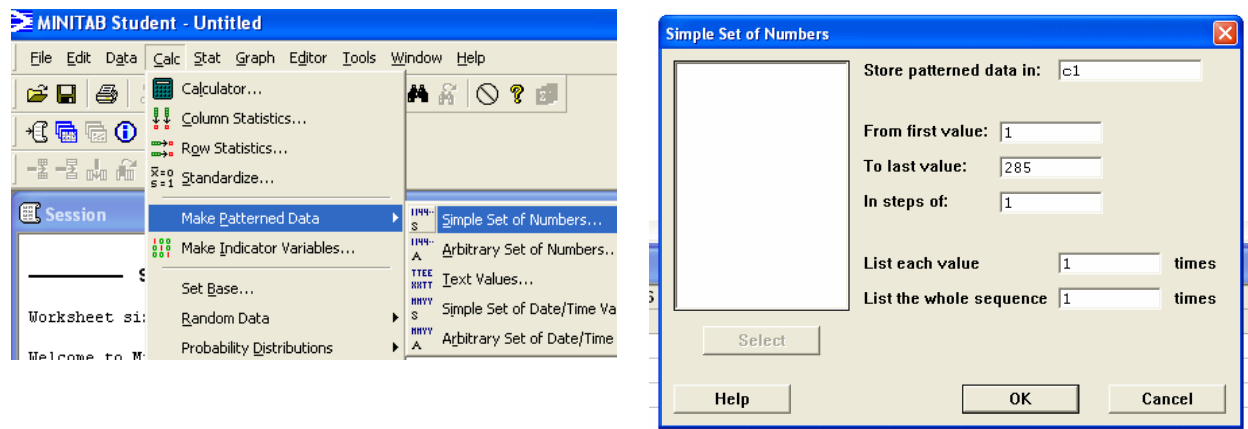 MINITAB Student - Untitled
File Edit Data Calc Stat Graph Editor Tools Window Help
Calculator...
Column Statistics...
Row Statistics...
x=0
s=1 Standardize...
Session
Make Patterned Data
Make Indicator Variables...
Set Base...
Random Data
Probability Distributions
Simple Set of Numbers...
Arbitrary Set of Numbers..
Text Values...
Simple Set of Date/Time Va
Arbitrary Set of Date/Time
Worksheet si
Welcome to M
Simple Set of Numbers
Store patterned data in: c1
From first value: 1
To last value: 285
In steps of: 1
List each value 1 times
List the whole sequence 1 times
Select
Help OK Cancel